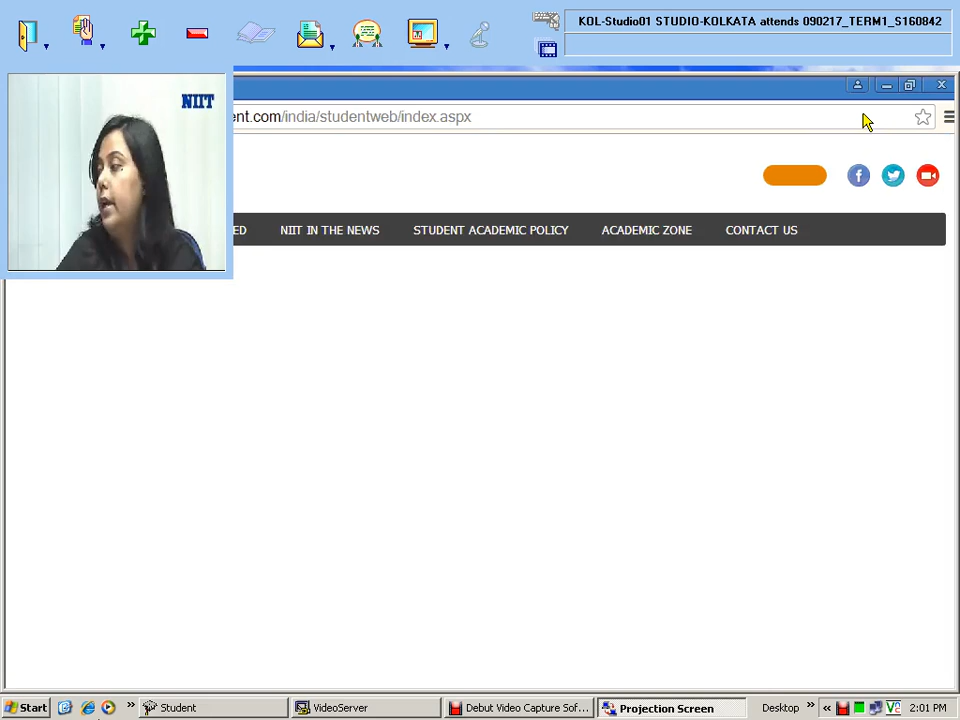 KOL-Studio01 STUDIO-KOLKATA attends 090217_TERM1_S160842
NIIT
ent.com/india/studentweb/index.aspx
ED NIIT IN THE NEWS STUDENT ACADEMIC POLICY ACADEMIC ZONE CONTACT US
Start Student VideoServer Debut Video Capture Sof... Projection Screen Desktop 2:01 PM